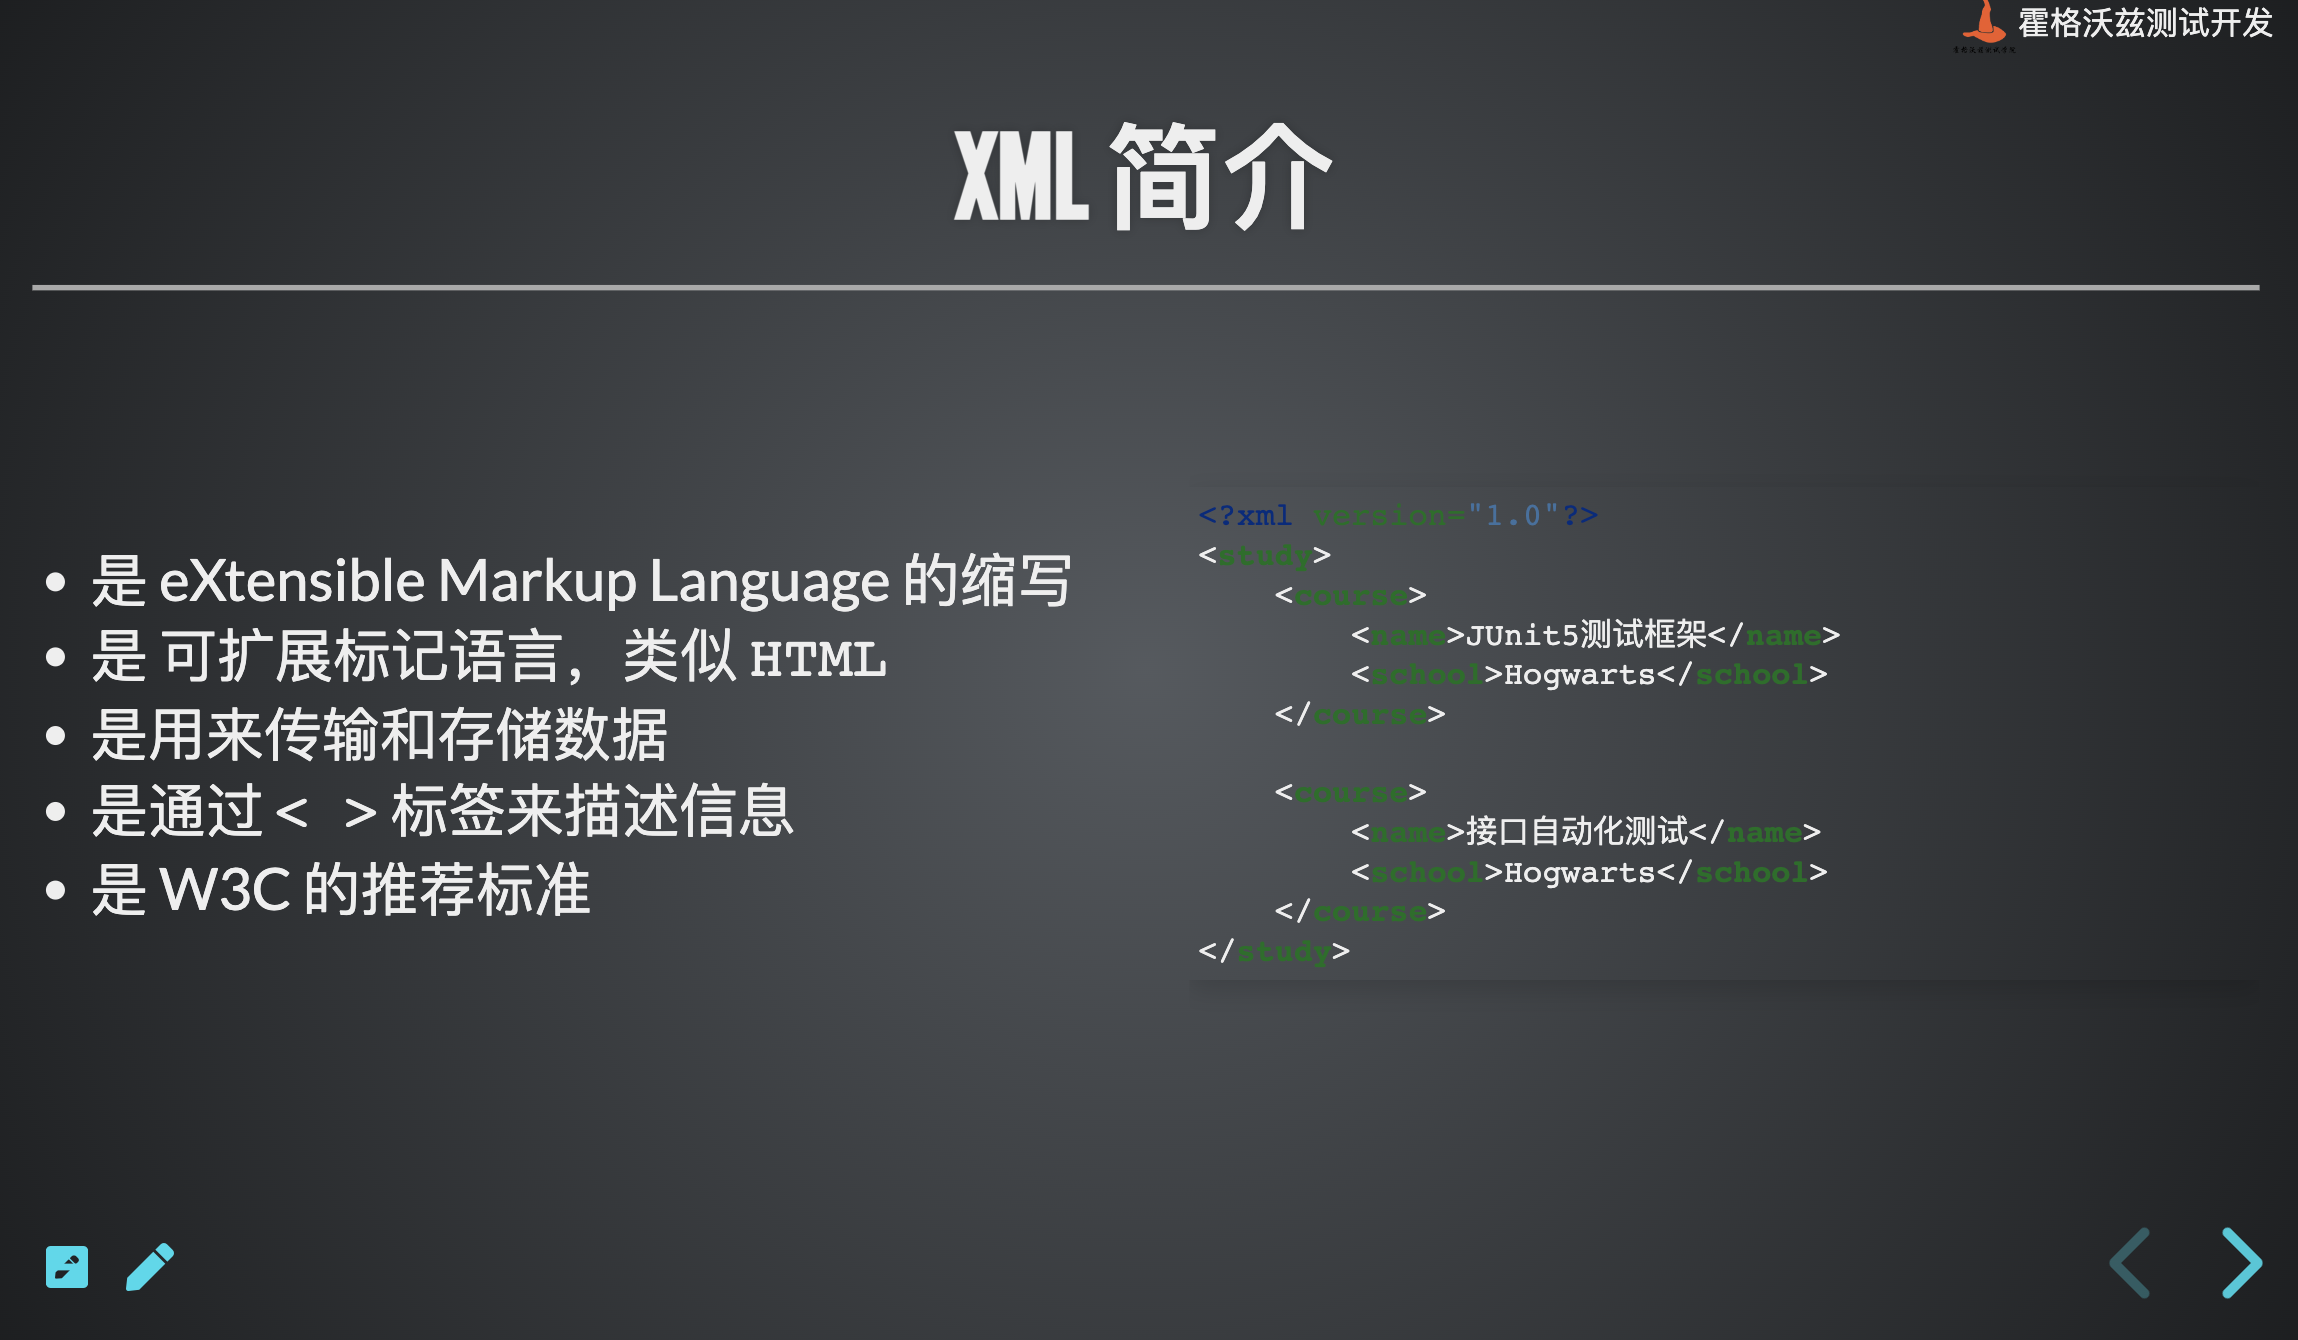 霍格沃兹测试开发
XML 简介
是 eXtensible Markup Language 的缩写
是 可扩展标记语言，类似 HTML
是用来传输和存储数据
是通过 < > 标签来描述信息
是 W3C 的推荐标准
<?xml version="1.0"?>
<study>
    <course>
        <name>JUnit5测试框架</name>
        <school>Hogwarts</school>
    </course>
    <course>
        <name>接口自动化测试</name>
        <school>Hogwarts</school>
    </course>
</study>